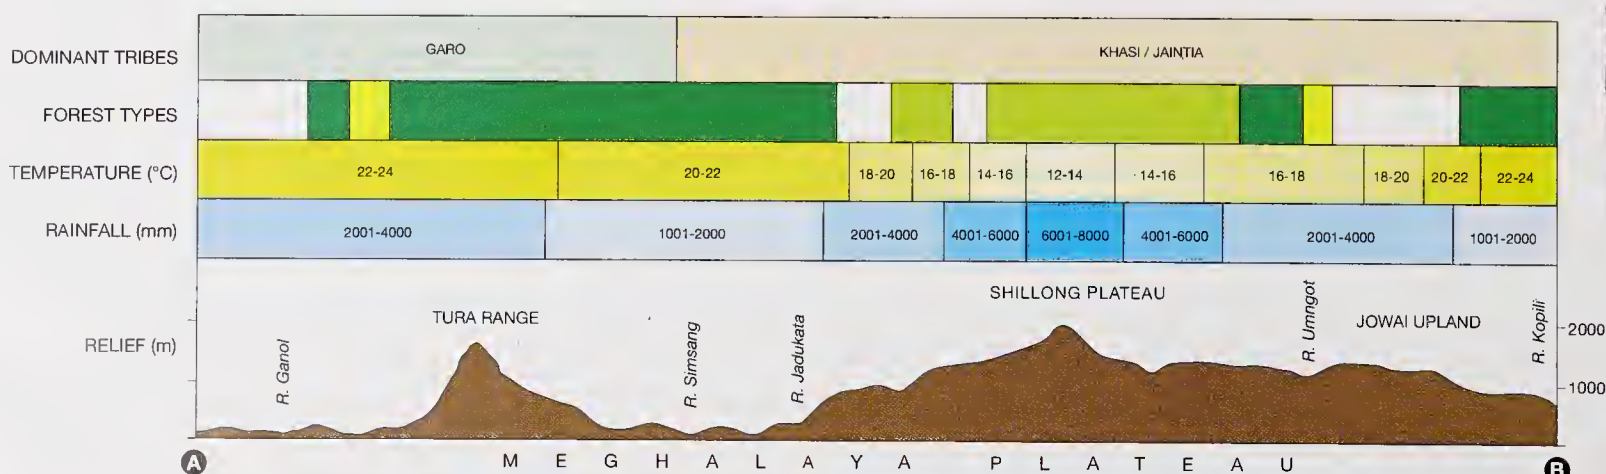 DOMINANT TRIBES
GARO
KHASI / JAINTIA
FOREST TYPES
TEMPERATURE (°C)
22-24
20-22
18-20
16-18
14-16
12-14
14-16
16-18
18-20
20-22
22-24
RAINFALL (mm)
2001-4000
1001-2000
2001-4000
4001-6000
6001-8000
4001-6000
2001-4000
1001-2000
RELIEF (m)
R. Ganol
TURA RANGE
R. Simsang
R. Jadukata
SHILLONG PLATEAU
R. Umngot
JOWAI UPLAND
R. Kopili
2000
1000
A
MEGHALAYA PLATEAU
B